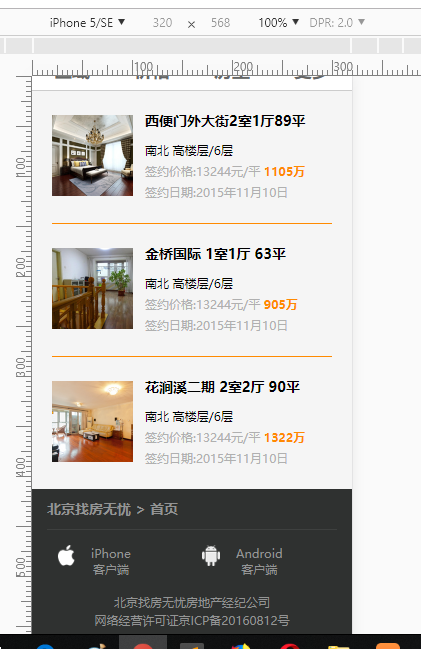 iPhone 5/SE ▼ 320 × 568 100% ▼ DPR: 2.0 ▼
100 200 300
西便门外大街2室1厅89平
南北 高楼层/6层
签约价格:13244元/平 1105万
签约日期:2015年11月10日
金桥国际 1室1厅 63平
南北 高楼层/6层
签约价格:13244元/平 905万
签约日期:2015年11月10日
花涧溪二期 2室2厅 90平
南北 高楼层/6层
签约价格:13244元/平 1322万
签约日期:2015年11月10日
北京找房无忧 > 首页
iPhone
客户端
Android
客户端
北京找房无忧房地产经纪公司
网络经营许可证京ICP备20160812号
100
200
300
400
500